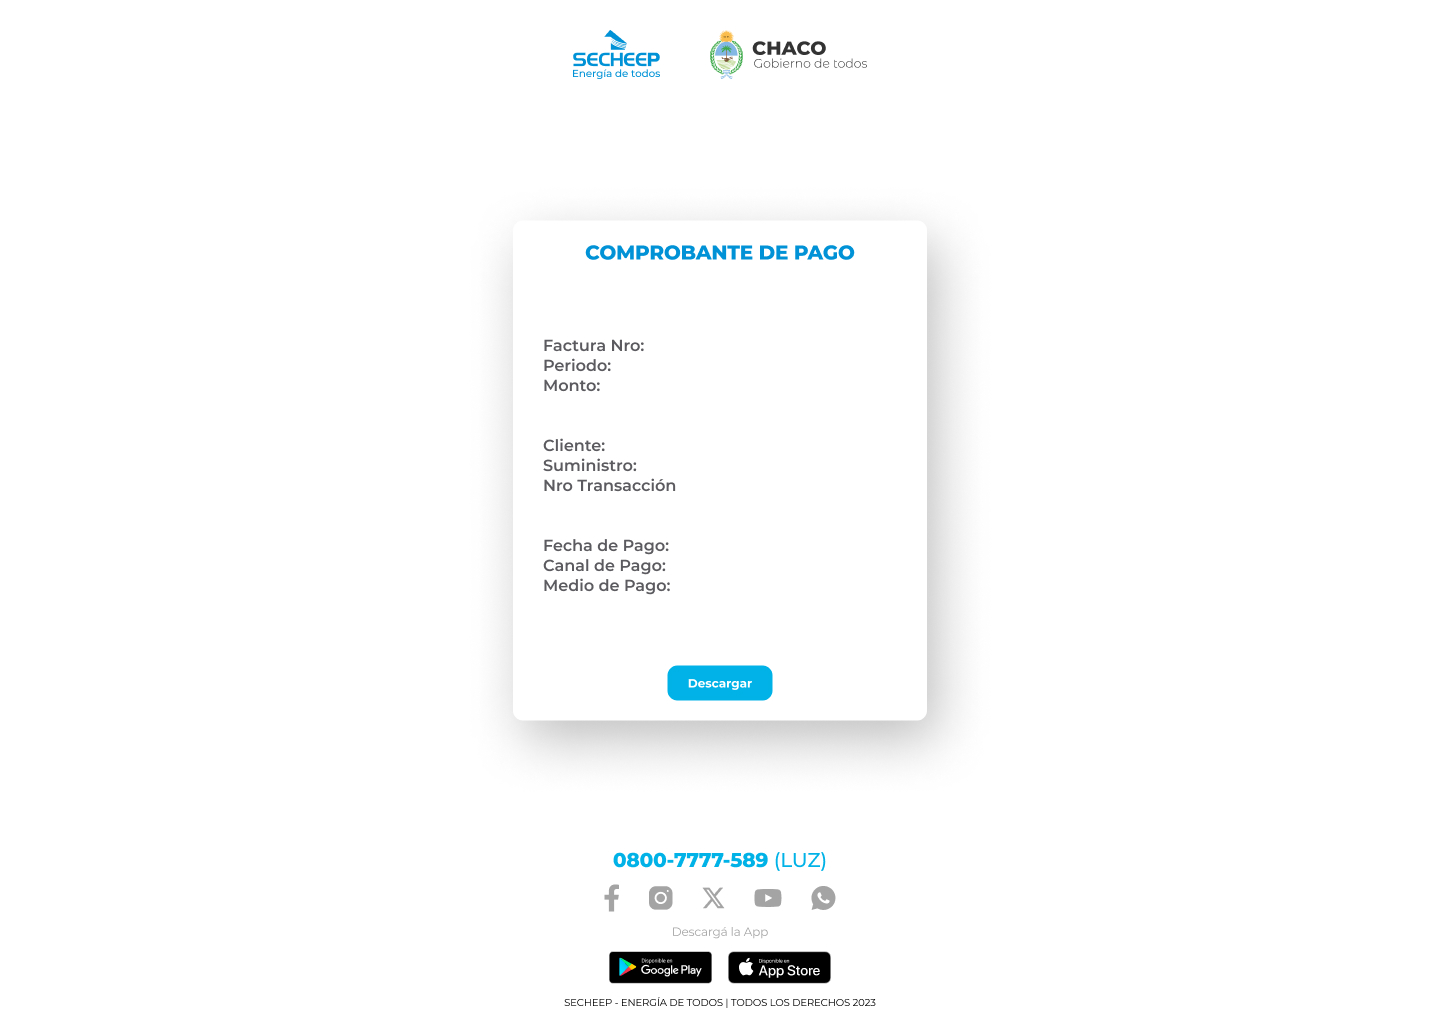 SECHEEP
Energía de todos
CHACO
Gobierno de todos
COMPROBANTE DE PAGO
Factura Nro:
Periodo:
Monto:
Cliente:
Suministro:
Nro Transacción
Fecha de Pago:
Canal de Pago:
Medio de Pago:
Descargar
0800-7777-589 (LUZ)
Descargá la App
Disponible en
Google Play
Disponible en
App Store
SECHEEP - ENERGÍA DE TODOS | TODOS LOS DERECHOS 2023